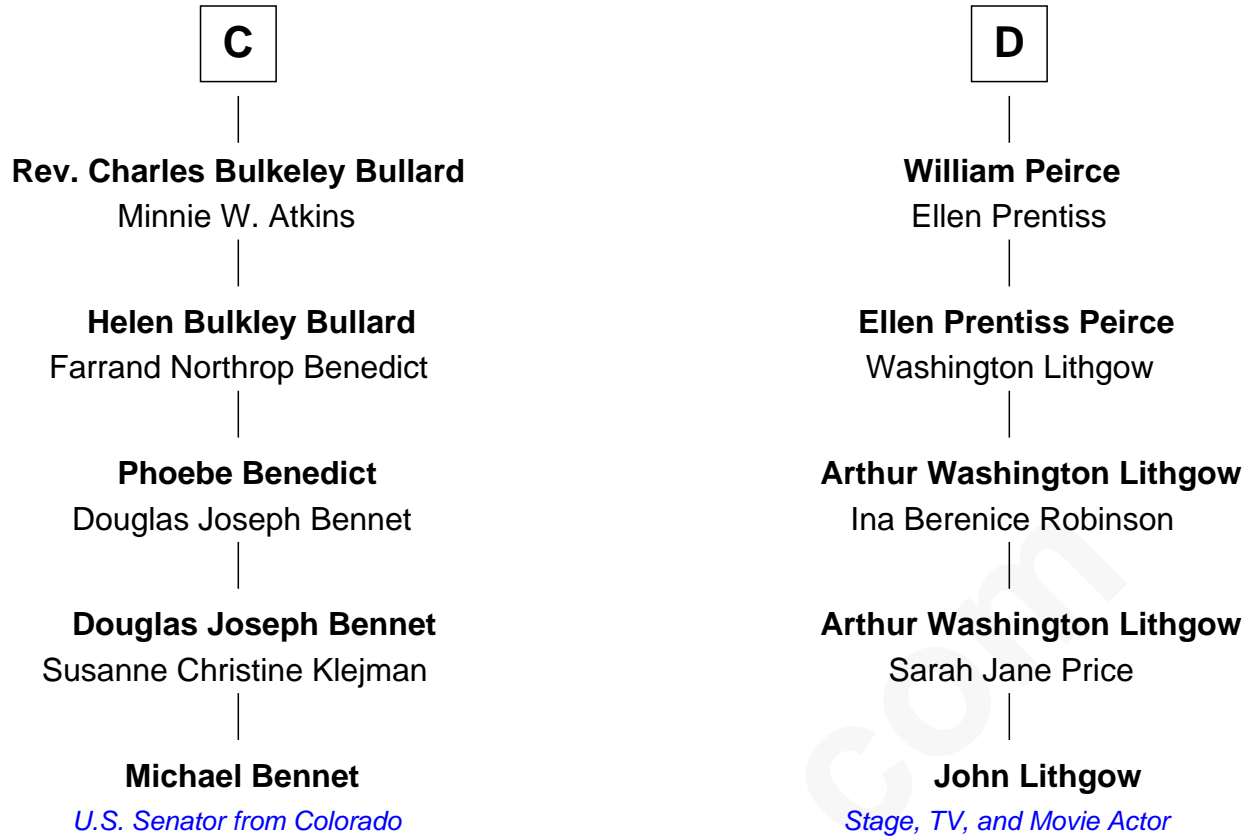 C
Rev. Charles Bulkeley Bullard
Minnie W. Atkins
Helen Bulkley Bullard
Farrand Northrop Benedict
Phoebe Benedict
Douglas Joseph Bennet
Douglas Joseph Bennet
Susanne Christine Klejman
Michael Bennet
U.S. Senator from Colorado
D
William Peirce
Ellen Prentiss
Ellen Prentiss Peirce
Washington Lithgow
Arthur Washington Lithgow
Ina Berenice Robinson
Arthur Washington Lithgow
Sarah Jane Price
John Lithgow
Stage, TV, and Movie Actor
com